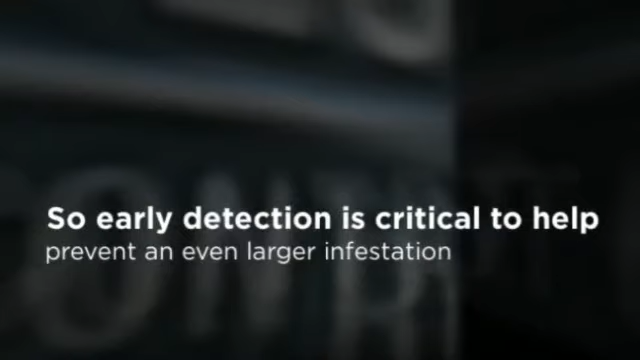 So early detection is critical to help
prevent an even larger infestation